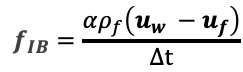 f_IB = αρ_f(u_w − u_f) / Δt